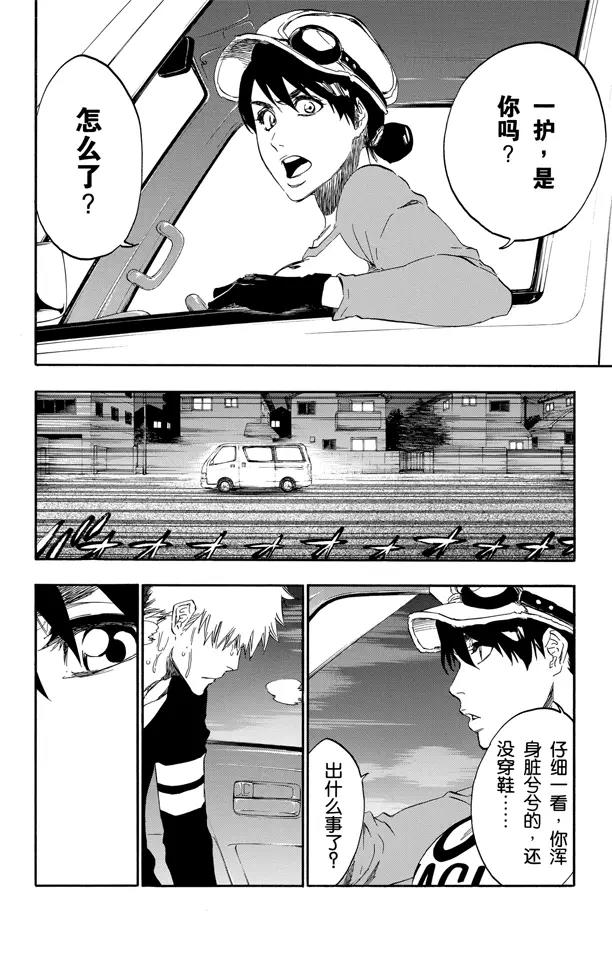 一护，是
你吗？
怎么了？
仔细一看，你浑
身脏兮兮的，还
没穿鞋……
出什么事了？